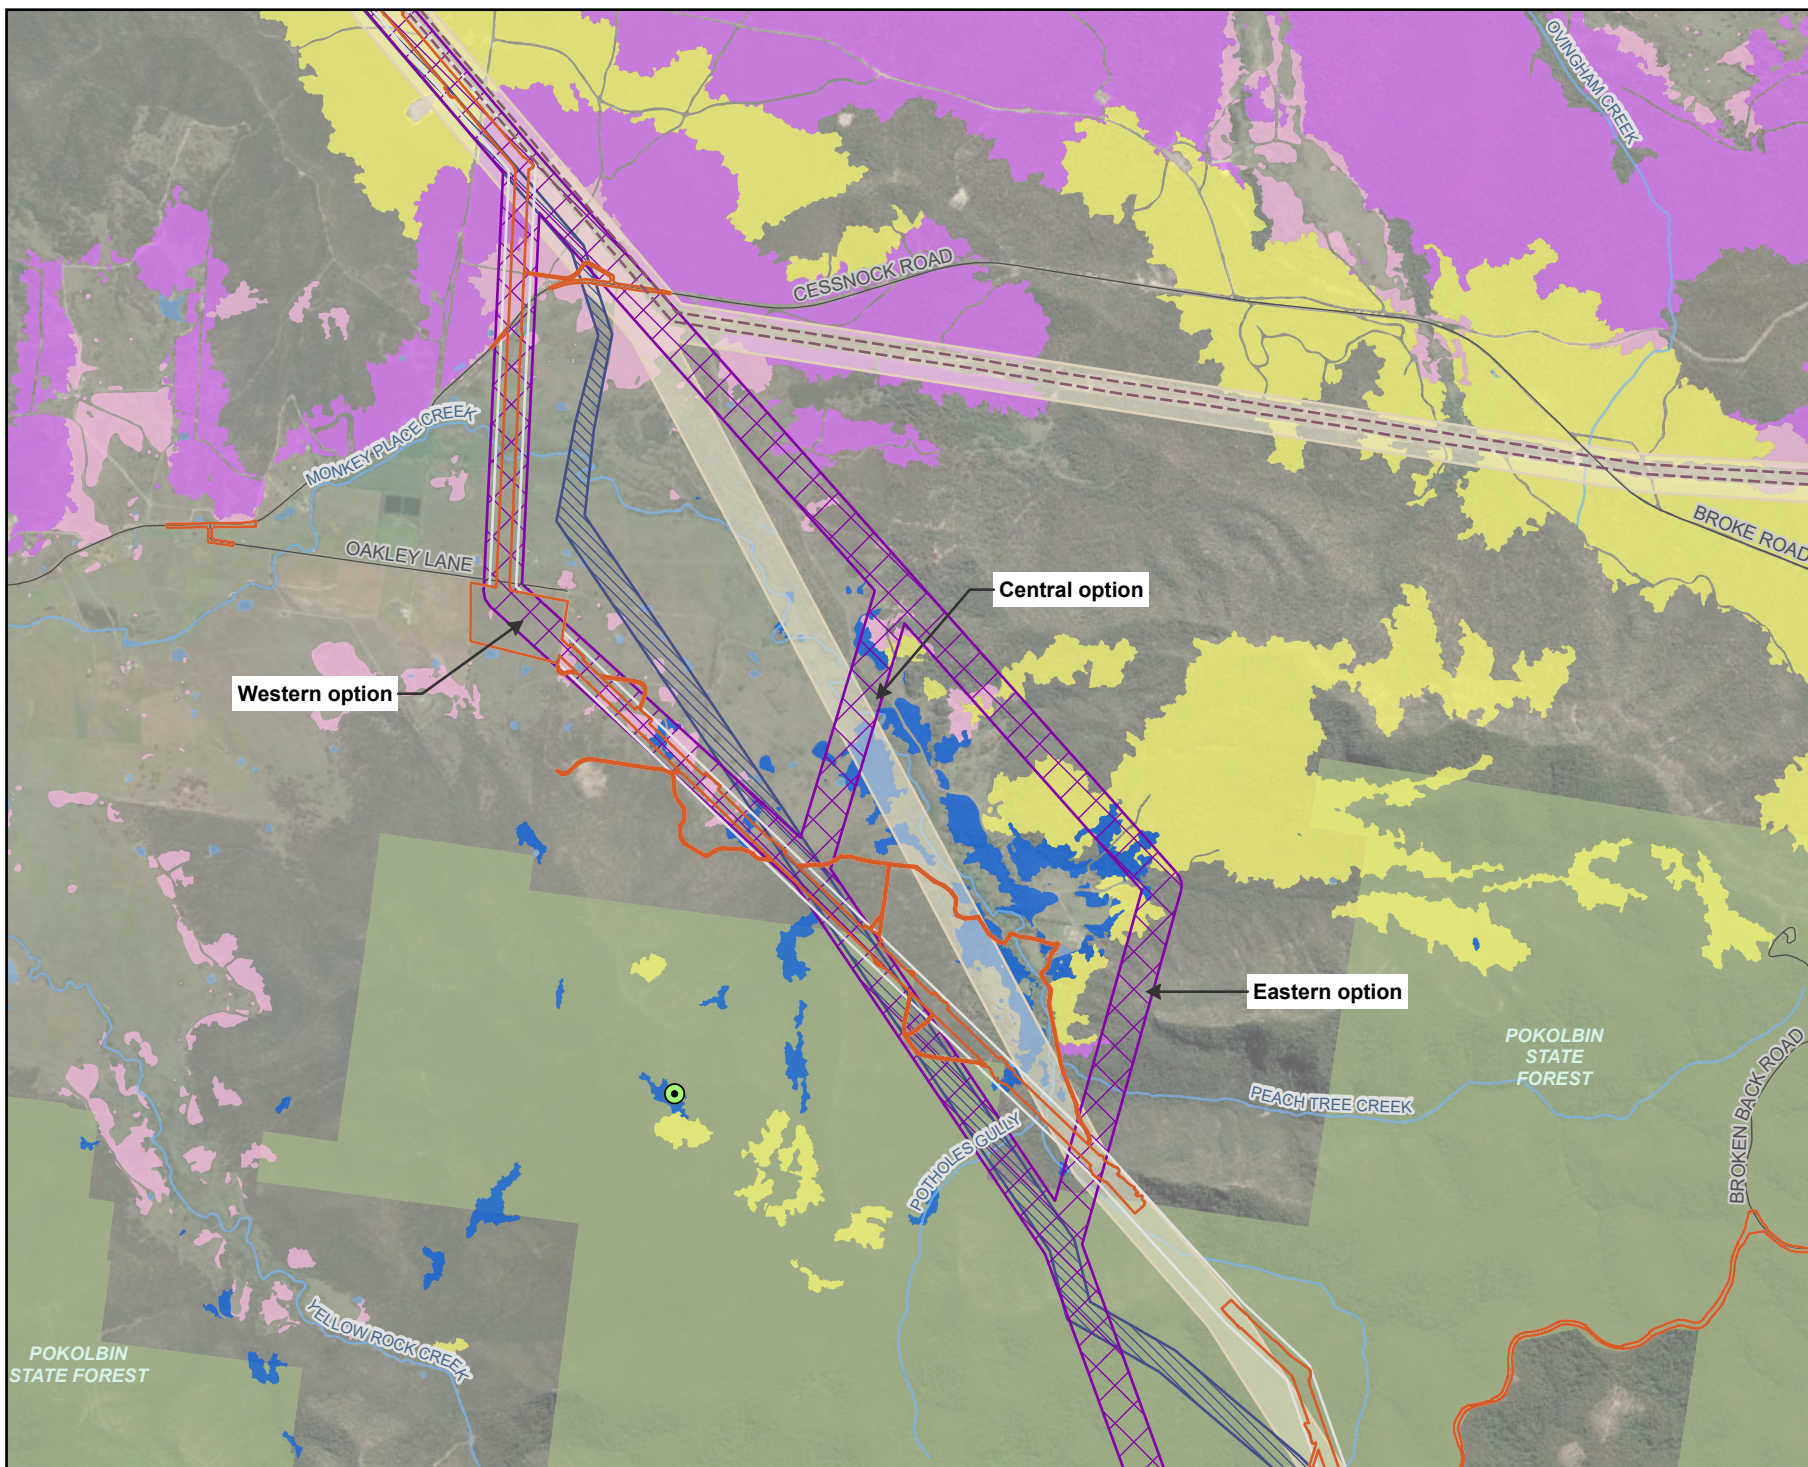 OVINGHAM CREEK
CESSNOCK ROAD
MONKEY PLACE CREEK
BROKE ROAD
OAKLEY LANE
Central option
Western option
Eastern option
POKOLBIN
STATE
FOREST
PEACH TREE CREEK
BROKEN BACK ROAD
POTHOLES GULLY
YELLOW ROCK CREEK
POKOLBIN
STATE FOREST